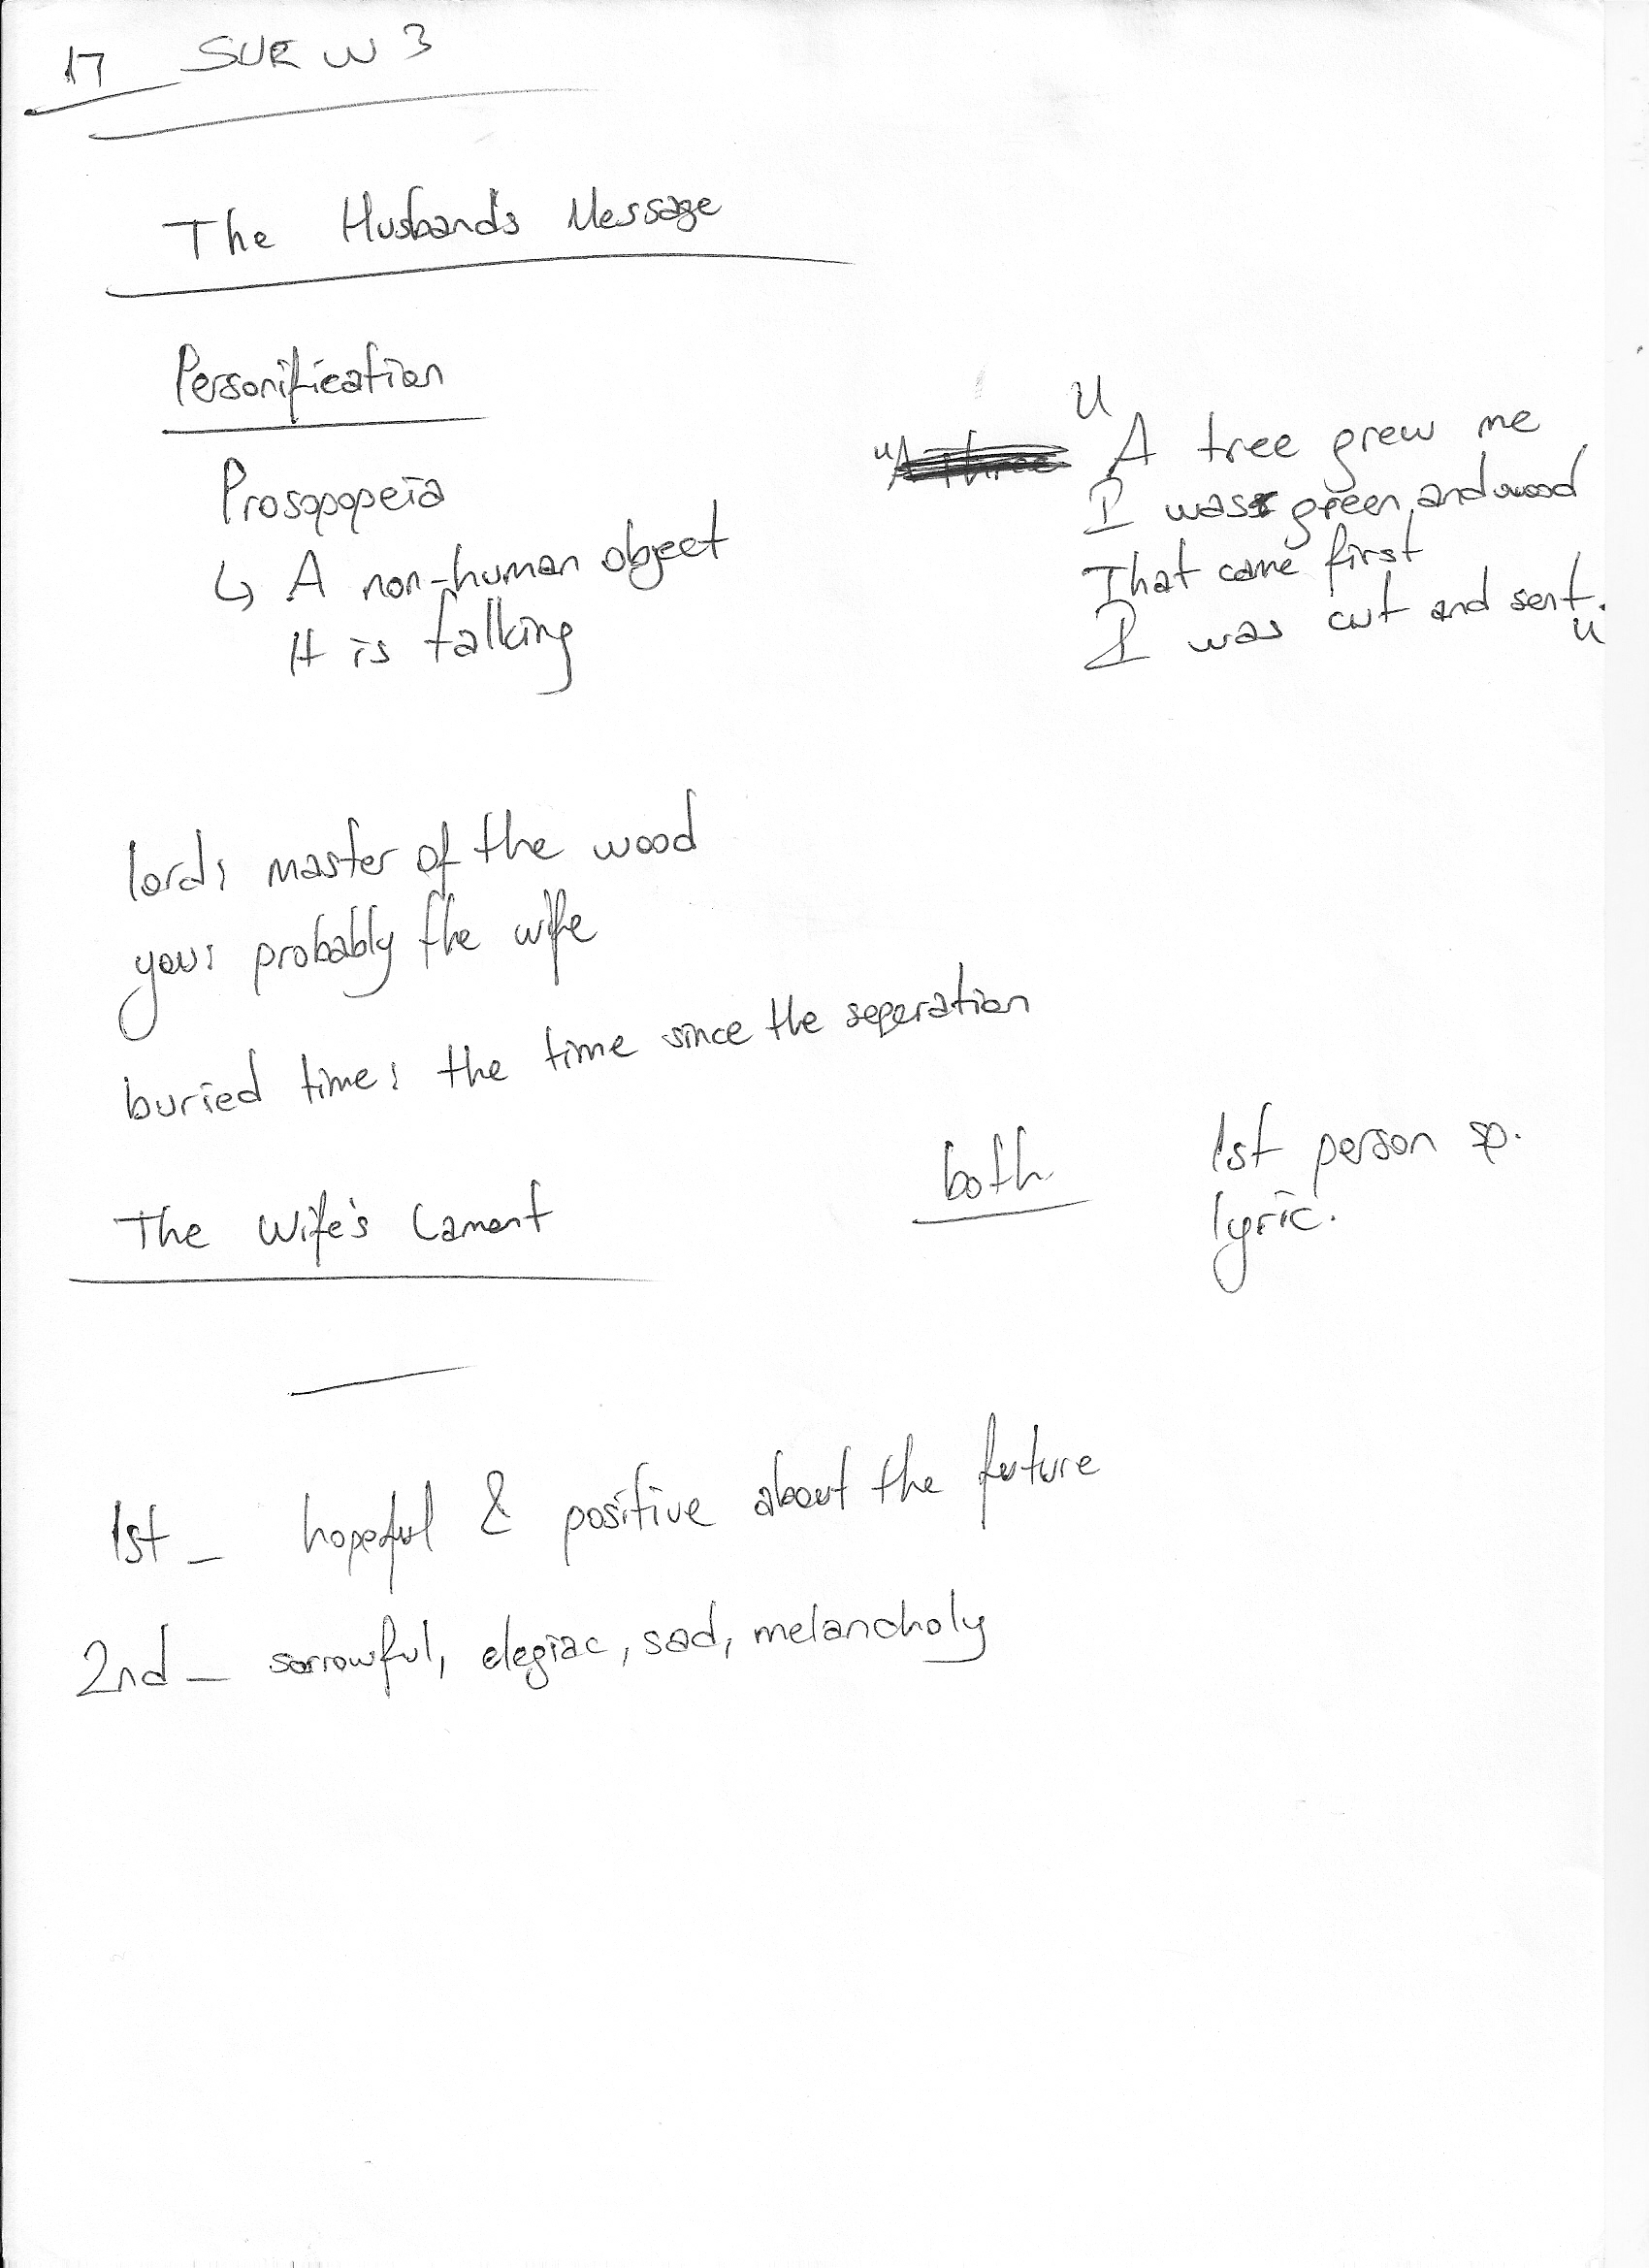 17 SUR W3
The Husband's Message
Personification
Prosopopeia
↳ A non-human object
It is talking
"A tree grew me
I was green, and wood
That came first
I was cut and sent."
lord: master of the wood
you: probably the wife
buried time: the time since the seperation
The Wife's Lament
both
1st person sp.
lyric.
1st — hopeful & positive about the future
2nd — sorrowful, elegiac, sad, melancholy